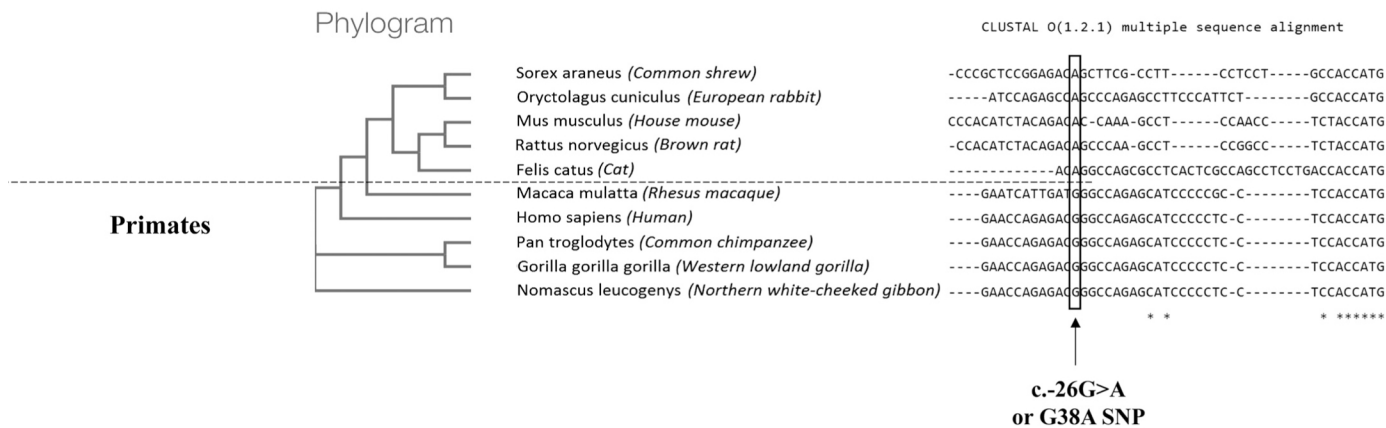 Phylogram
CLUSTAL O(1.2.1) multiple sequence alignment
Sorex araneus (Common shrew) -CCCGCTCCGGAGACAGCTTCG-CCTT------CCTCCT-----GCCACCATG
Oryctolagus cuniculus (European rabbit) -----ATCCAGAGCCAGCCCAGAGCCTTCCCATTCT--------GCCACCATG
Mus musculus (House mouse) CCCACATCTACAGACAC-CAAA-GCCT------CCAACC-----TCTACCATG
Rattus norvegicus (Brown rat) -CCACATCTACAGACAGCCCAA-GCCT------CCGGCC-----TCTACCATG
Felis catus (Cat) -------------ACAGGCCAGCGCCTCACTCGCCAGCCTCCTGACCACCATG
Macaca mulatta (Rhesus macaque) ----GAATCATTGATGGGCCAGAGCATCCCCCGC-C--------TCCACCATG
Primates
Homo sapiens (Human) ----GAACCAGAGACGGGCCAGAGCATCCCCCTC-C--------TCCACCATG
Pan troglodytes (Common chimpanzee) ----GAACCAGAGACGGGCCAGAGCATCCCCCTC-C--------TCCACCATG
Gorilla gorilla gorilla (Western lowland gorilla) ----GAACCAGAGACGGGCCAGAGCATCCCCCTC-C--------TCCACCATG
Nomascus leucogenys (Northern white-cheeked gibbon) ----GAACCAGAGACGGGCCAGAGCATCCCCCTC-C--------TCCACCATG
* * * ******
c.-26G>A
or G38A SNP